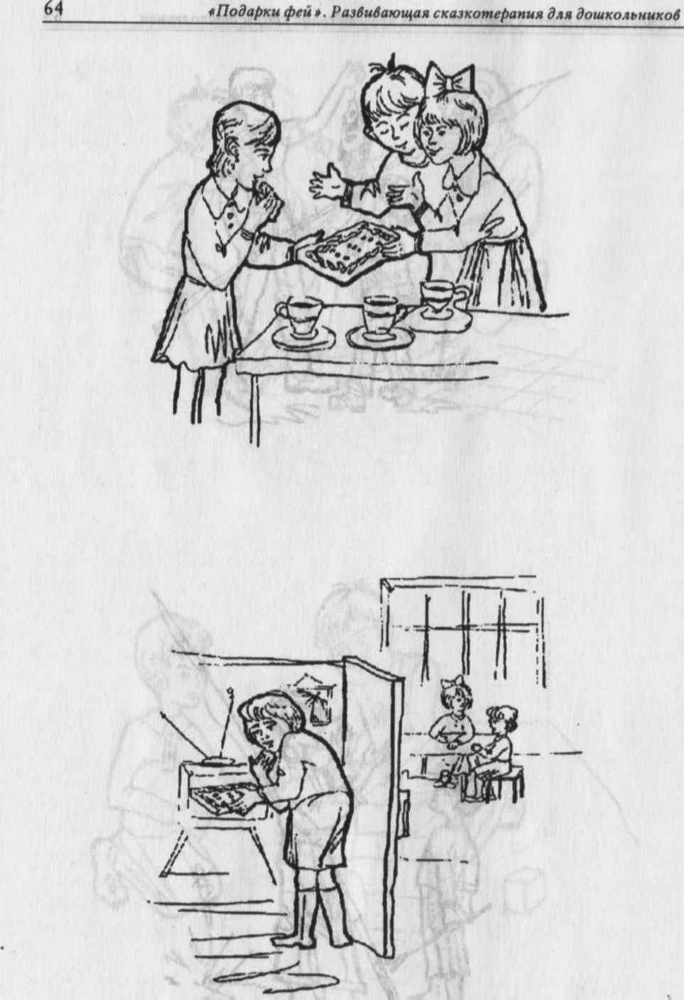 64
«Подарки фей». Развивающая сказкотерапия для дошкольников